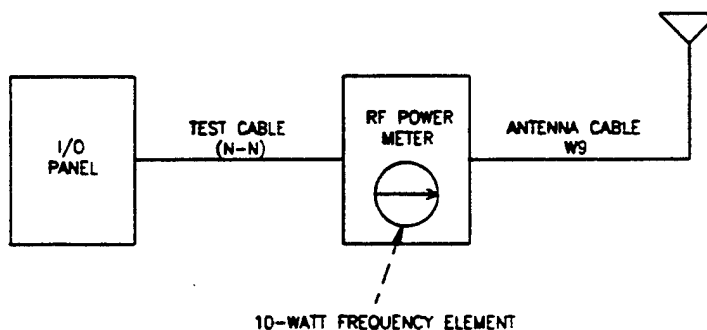 I/O
PANEL
TEST CABLE
(N-N)
RF POWER
METER
ANTENNA CABLE
W9
10-WATT FREQUENCY ELEMENT